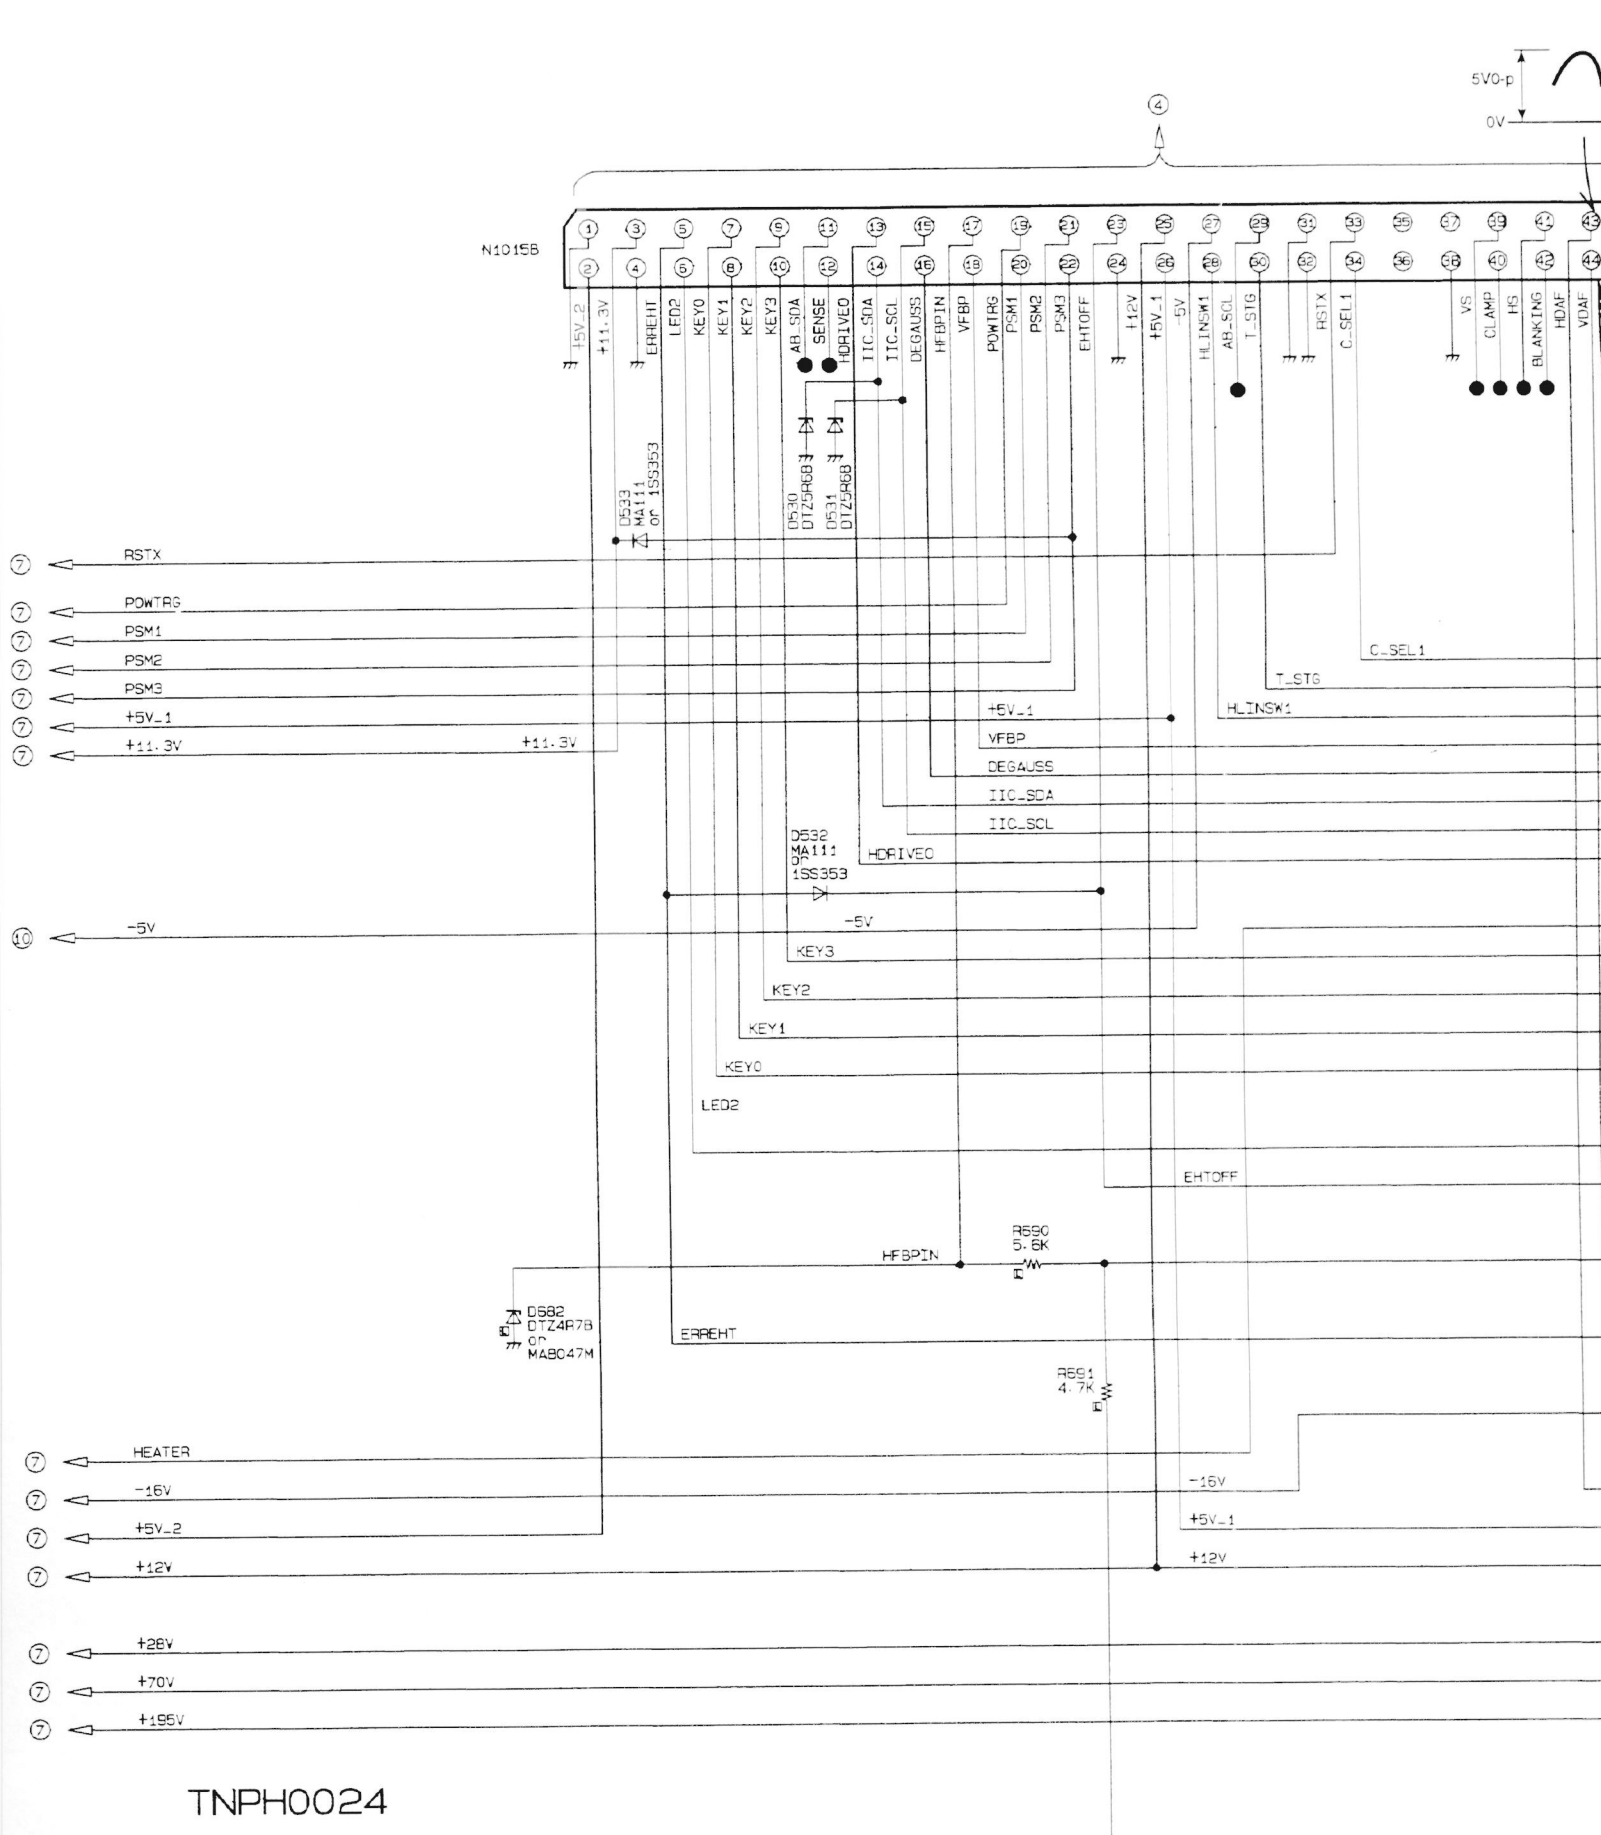 5V0-p
0V
4
N1015B
1 3 5 7 9 11 13 15 17 19 21 23 25 27 29 31 33 35 37 39 41 43
2 4 6 8 10 12 14 16 18 20 22 24 26 28 30 32 34 36 38 40 42 44
+5V_2
+11.3V
ERREHT
LED2
KEY0
KEY1
KEY2
KEY3
AB_SDA
SENSE
HDRIVEO
IIC_SDA
IIC_SCL
DEGAUSS
HFBPIN
VFBP
POWTRG
PSM1
PSM2
PSM3
EHTOFF
+12V
+5V_1
-5V
HLINSW1
AB_SCL
T_STG
RSTX
C_SEL1
VS
CLAMP
HS
BLANKING
HDAF
VDAF
D533
MA111
or 1SS353
D530
DTZ5R6B
D531
DTZ5R6B
7 RSTX
7 POWTRG
7 PSM1
7 PSM2
7 PSM3
7 +5V_1
7 +11.3V +11.3V
C_SEL1
T_STG
HLINSW1
+5V_1
VFBP
DEGAUSS
IIC_SDA
IIC_SCL
HDRIVEO
D532
MA111
or
1SS353
10 -5V -5V
KEY3
KEY2
KEY1
KEY0
LED2
EHTOFF
HFBPIN
R590
5.6K
D582
DTZ4R7B
or
MA8047M
ERREHT
R591
4.7K
7 HEATER
7 -16V -16V
7 +5V_2 +5V_1
7 +12V +12V
7 +28V
7 +70V
7 +195V
TNPH0024